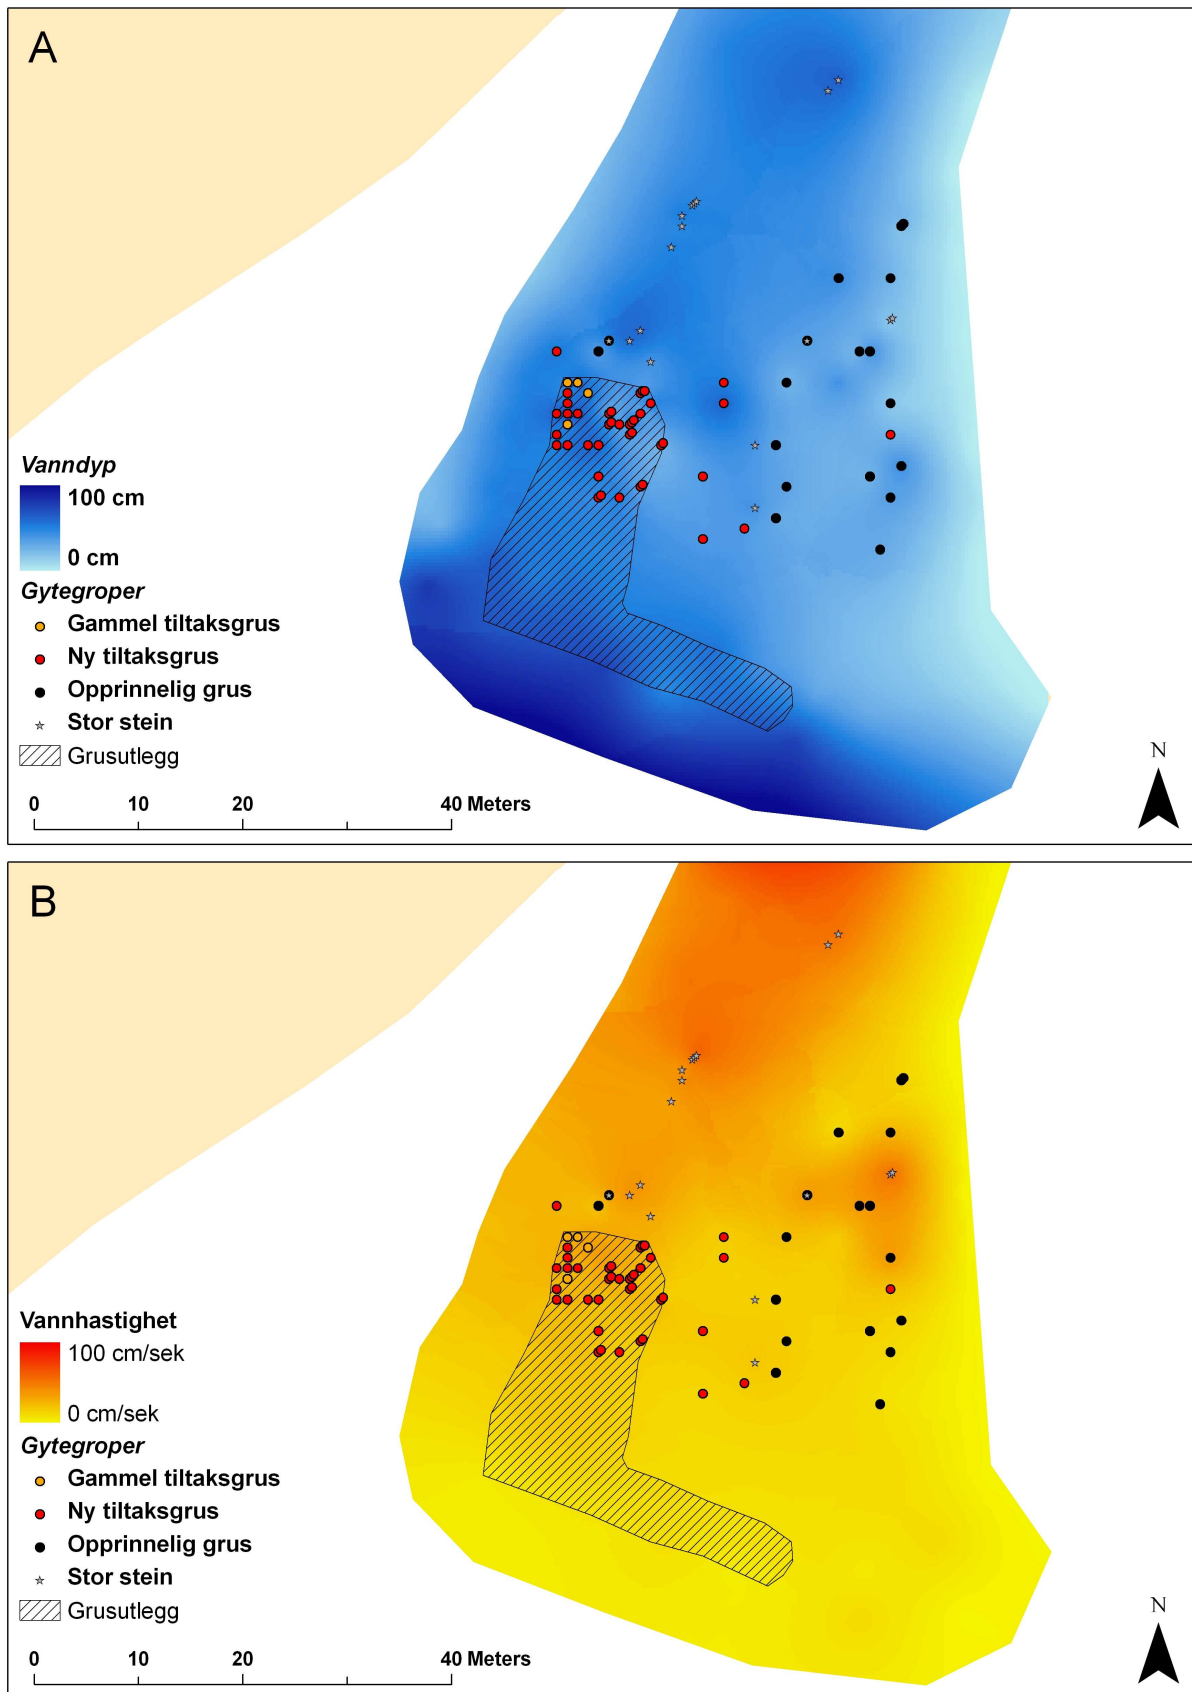 A
Vanndyp
100 cm
0 cm
Gytegroper
Gammel tiltaksgrus
Ny tiltaksgrus
Opprinnelig grus
Stor stein
Grusutlegg
0 10 20 40 Meters
N
B
Vannhastighet
100 cm/sek
0 cm/sek
Gytegroper
Gammel tiltaksgrus
Ny tiltaksgrus
Opprinnelig grus
Stor stein
Grusutlegg
0 10 20 40 Meters
N